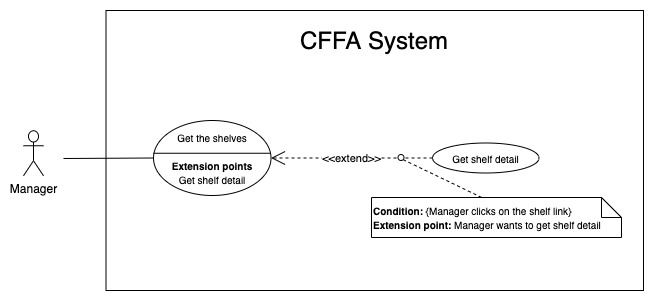 CFFA System
Manager
Get the shelves
Extension points
Get shelf detail
<<extend>>
Get shelf detail
Condition: {Manager clicks on the shelf link}
Extension point: Manager wants to get shelf detail